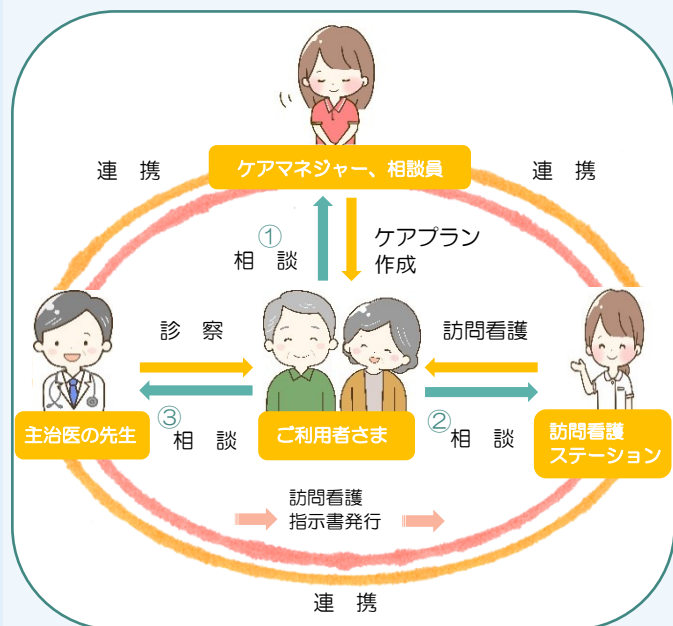 ケアマネジャー、相談員
連 携
連 携
①
相 談
ケアプラン
作成
診 察
訪問看護
主治医の先生
③
相 談
ご利用者さま
②
相 談
訪問看護
ステーション
訪問看護
指示書発行
連 携